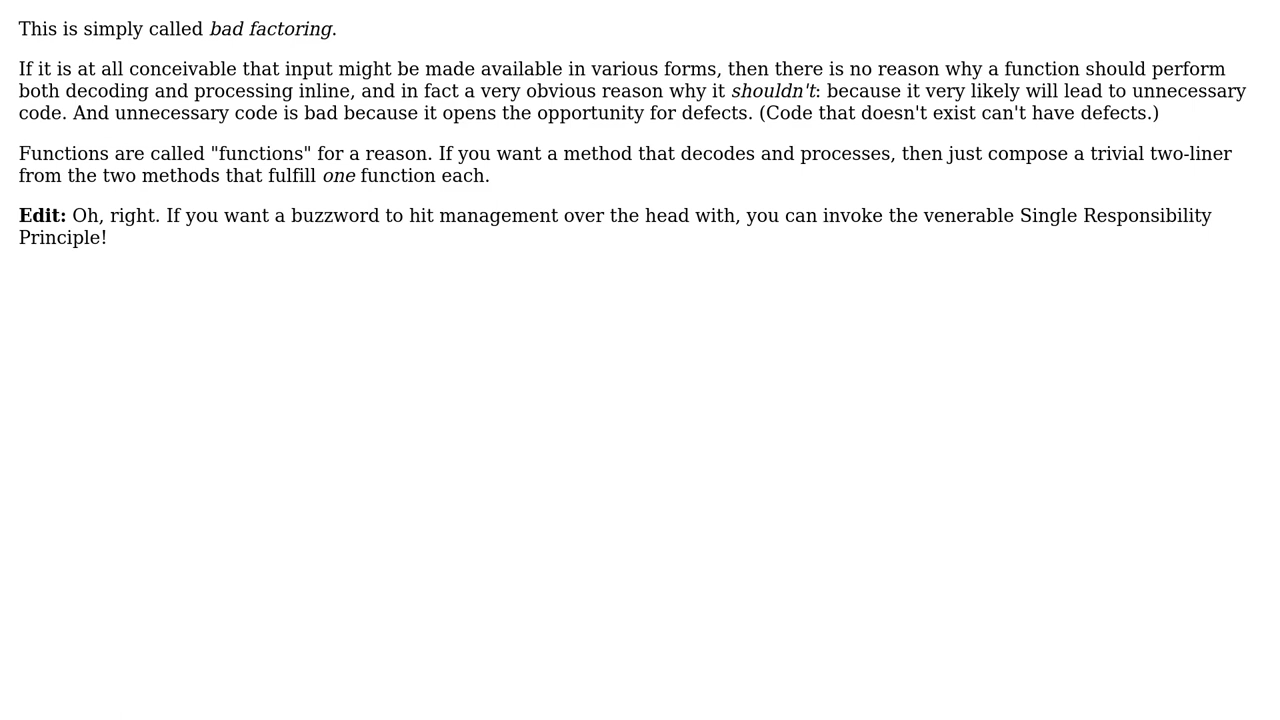 This is simply called bad factoring.
If it is at all conceivable that input might be made available in various forms, then there is no reason why a function should perform
both decoding and processing inline, and in fact a very obvious reason why it shouldn't: because it very likely will lead to unnecessary
code. And unnecessary code is bad because it opens the opportunity for defects. (Code that doesn't exist can't have defects.)
Functions are called "functions" for a reason. If you want a method that decodes and processes, then just compose a trivial two-liner
from the two methods that fulfill one function each.
Edit: Oh, right. If you want a buzzword to hit management over the head with, you can invoke the venerable Single Responsibility
Principle!